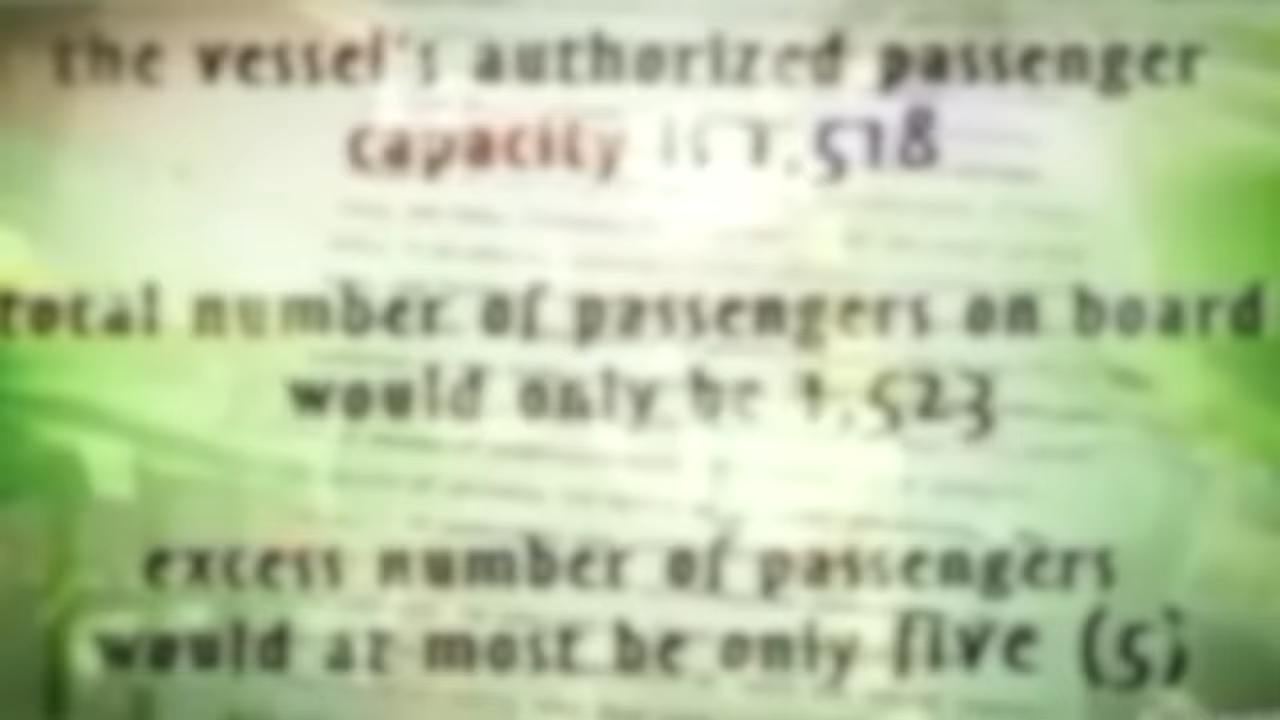 the vessel's authorized passenger
capacity is 1,518
total number of passengers on board
would only be 1,523
excess number of passengers
would at most be only five (5)